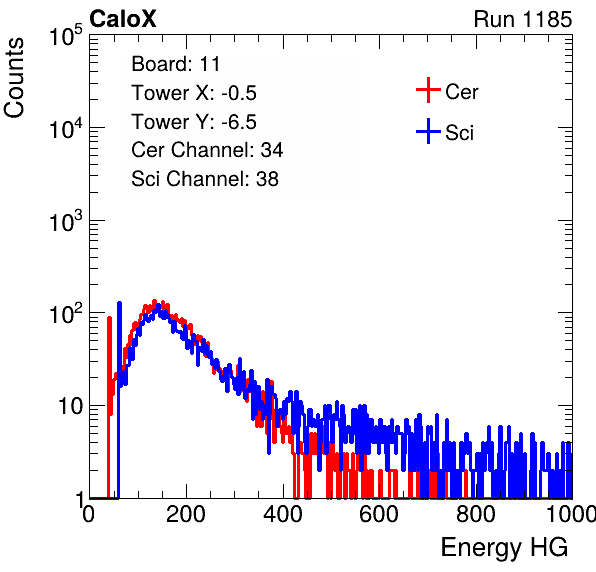 CaloX Run 1185
Counts
10^5
10^4
10^3
10^2
10
1
Board: 11
Tower X: -0.5
Tower Y: -6.5
Cer Channel: 34
Sci Channel: 38
Cer
Sci
0 200 400 600 800 1000
Energy HG